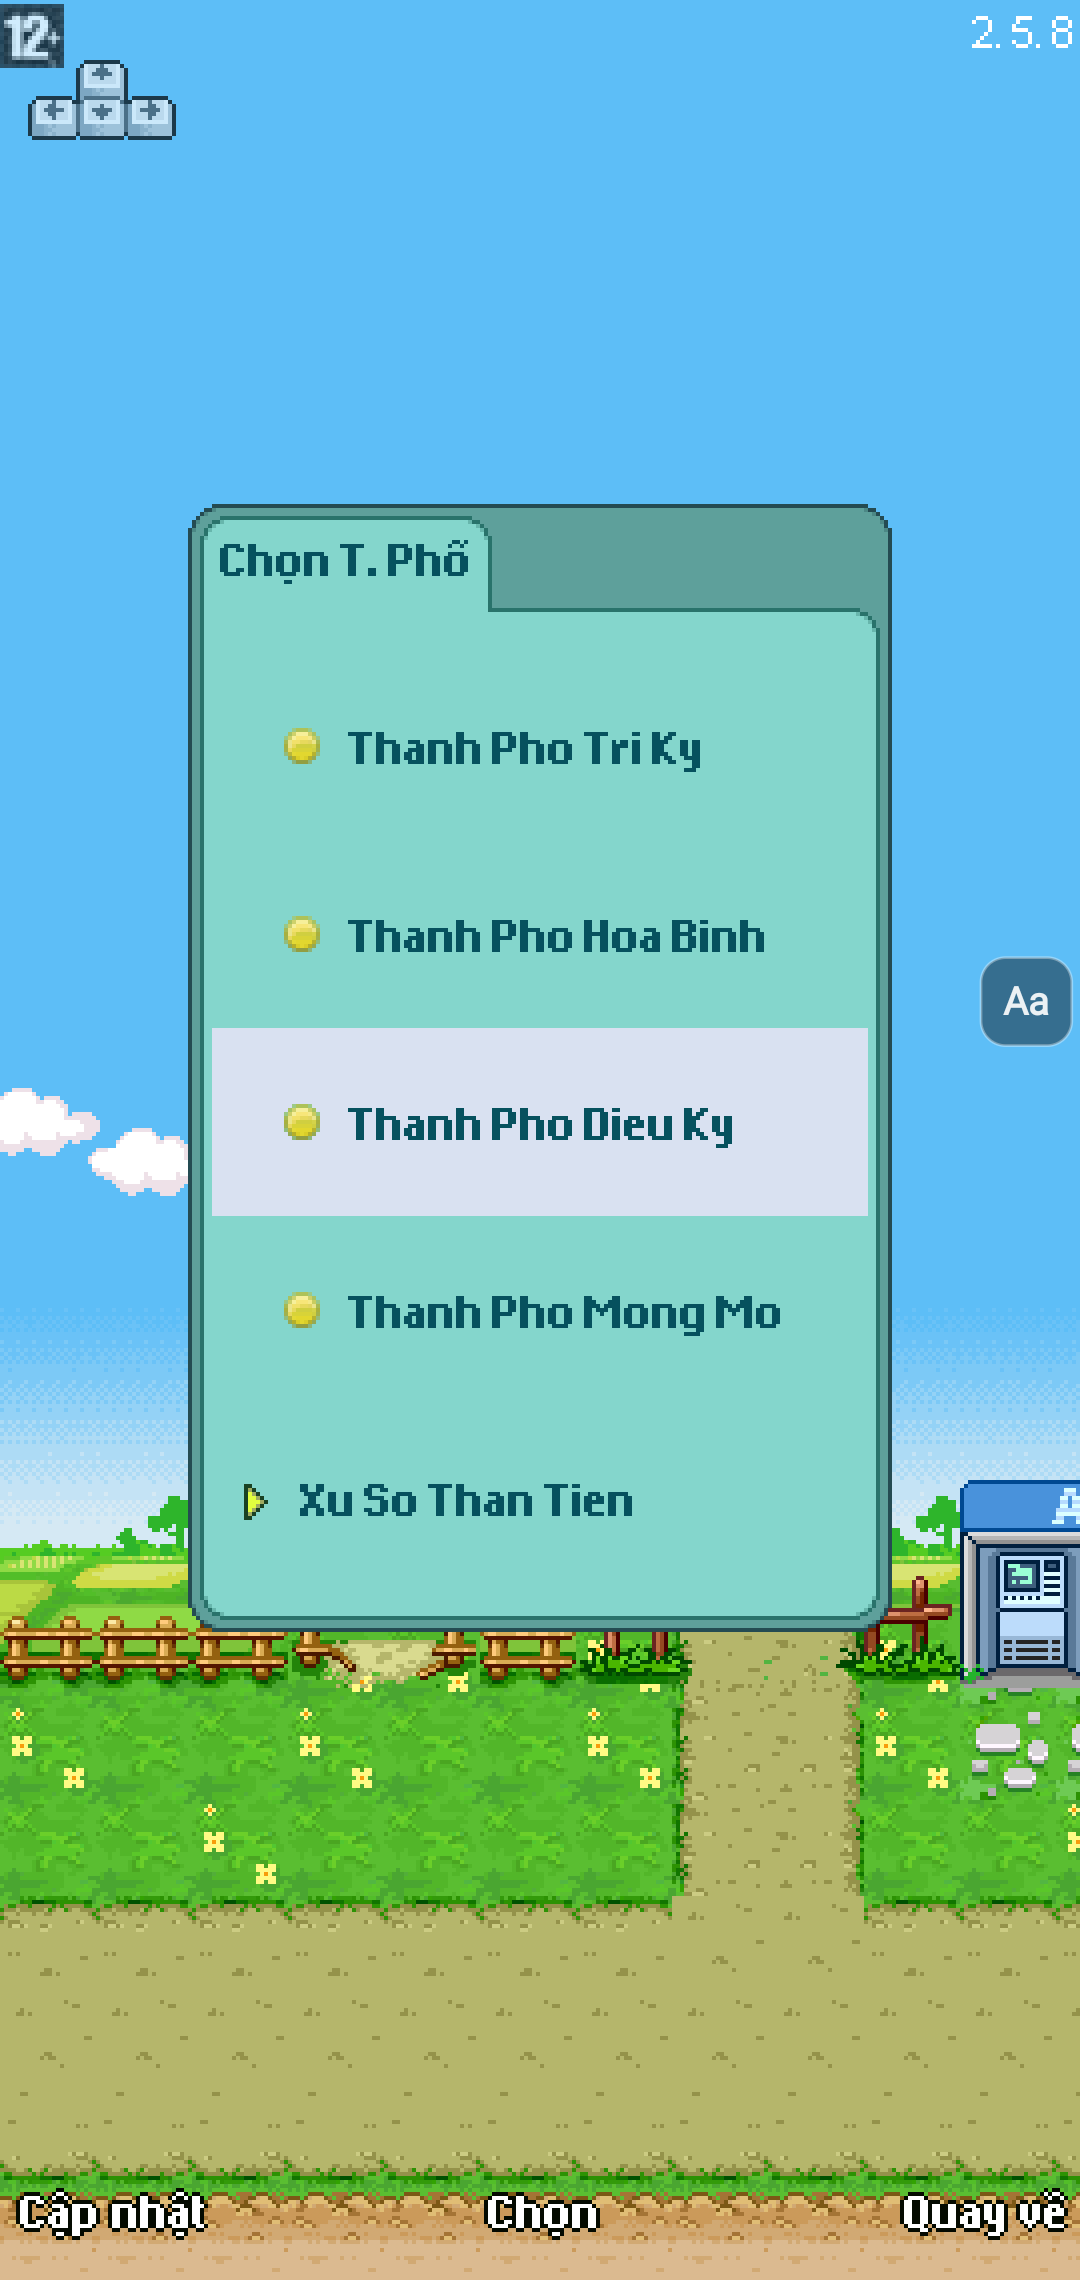 12+
2.5.8
Chọn T. Phố
Thanh Pho Tri Ky
Thanh Pho Hoa Binh
Aa
Thanh Pho Dieu Ky
Thanh Pho Mong Mo
Xu So Than Tien
Cập nhật
Chọn
Quay về